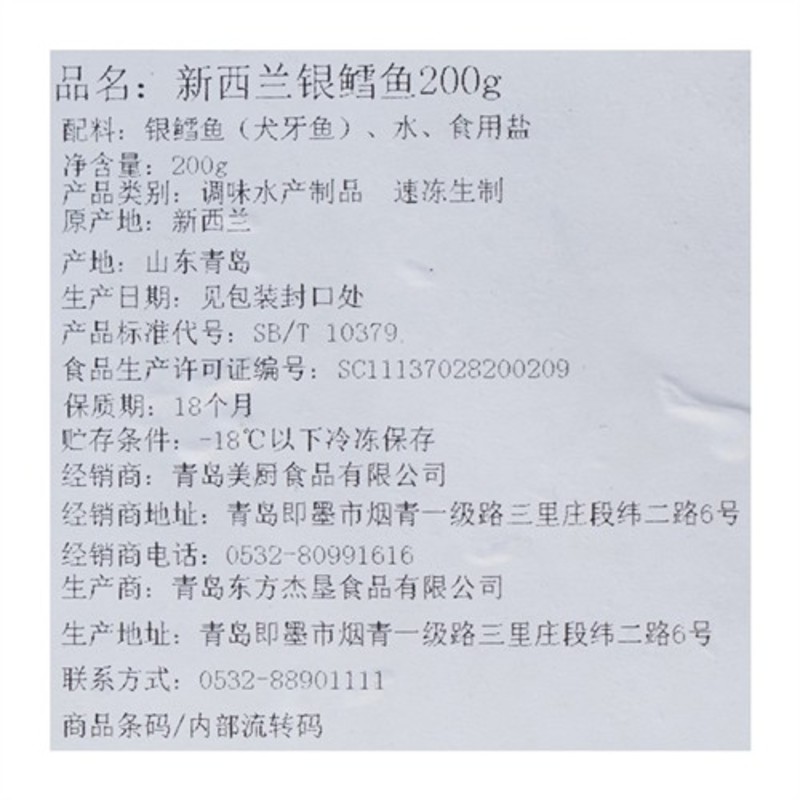 品名：新西兰银鳕鱼200g
配料：银鳕鱼（犬牙鱼）、水、食用盐
净含量：200g
产品类别：调味水产制品 速冻生制
原产地：新西兰
产地：山东青岛
生产日期：见包装封口处
产品标准代号：SB/T 10379
食品生产许可证编号：SC11137028200209
保质期：18个月
贮存条件：-18℃以下冷冻保存
经销商：青岛美厨食品有限公司
经销商地址：青岛即墨市烟青一级路三里庄段纬二路6号
经销商电话：0532-80991616
生产商：青岛东方杰垦食品有限公司
生产地址：青岛即墨市烟青一级路三里庄段纬二路6号
联系方式：0532-88901111
商品条码/内部流转码